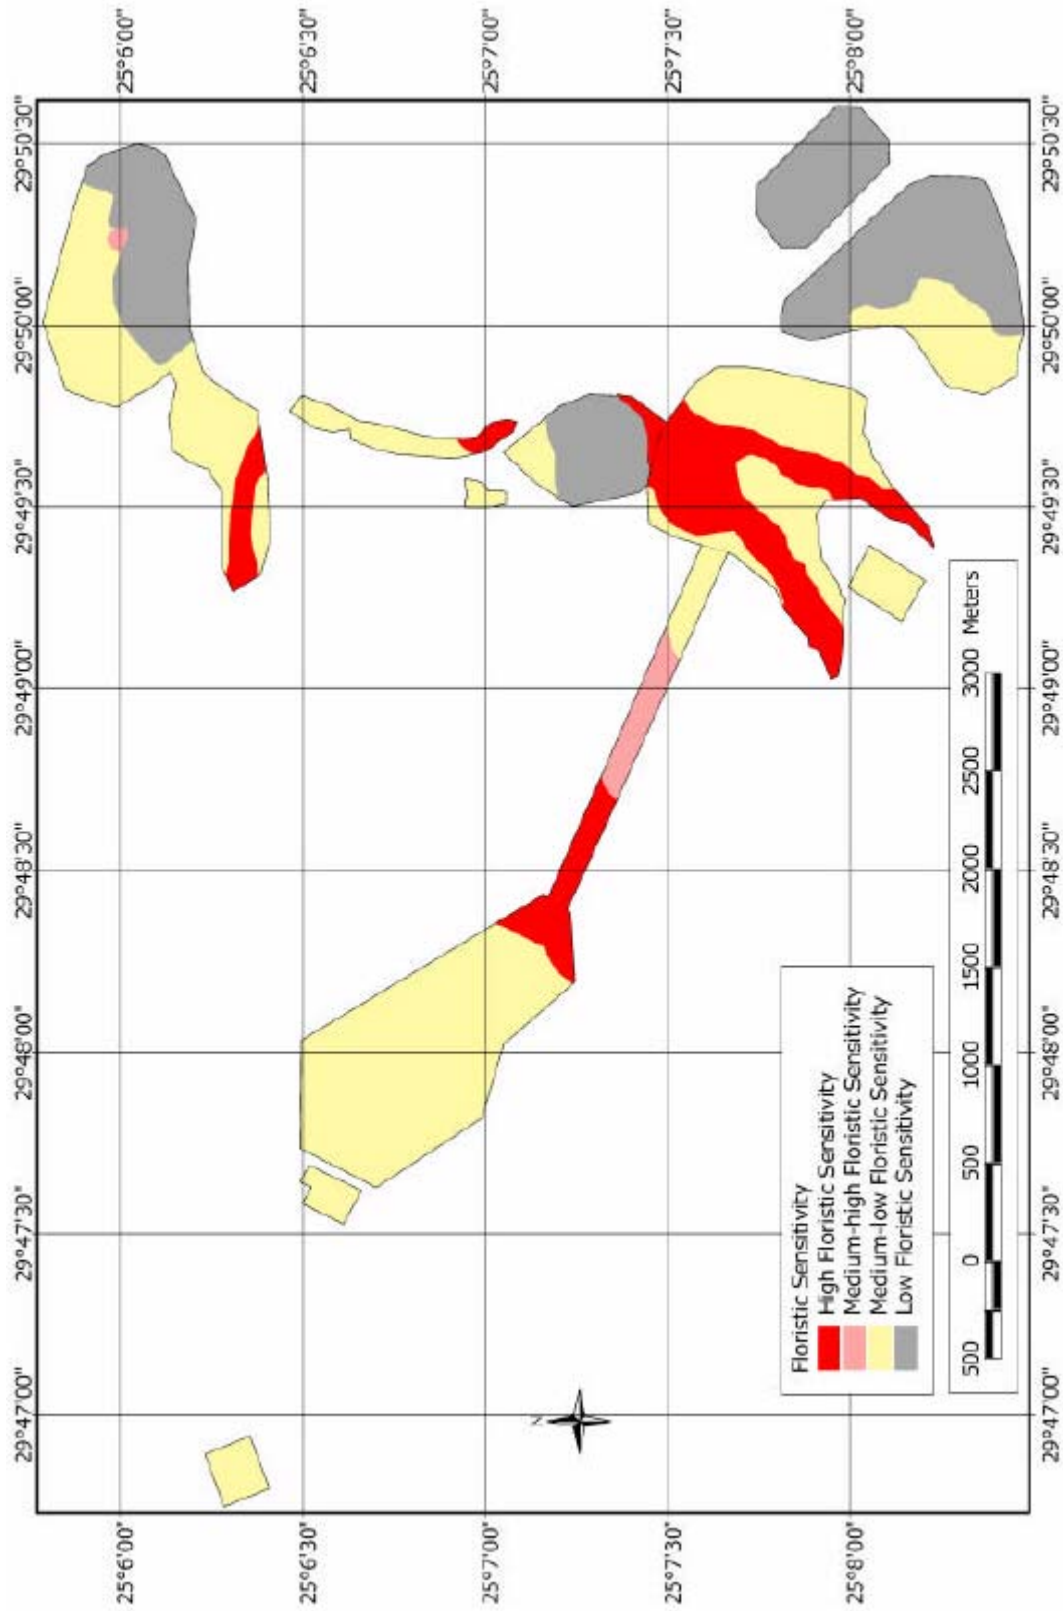 29°47'00" 29°47'30" 29°48'00" 29°48'30" 29°49'00" 29°49'30" 29°50'00" 29°50'30"
25°6'00" 25°6'00"
25°6'30" 25°6'30"
25°7'00" 25°7'00"
N
25°7'30" 25°7'30"
Floristic Sensitivity
High Floristic Sensitivity
Medium-high Floristic Sensitivity
25°8'00" 25°8'00"
Medium-low Floristic Sensitivity
Low Floristic Sensitivity
500 0 500 1000 1500 2000 2500 3000 Meters
29°47'00" 29°47'30" 29°48'00" 29°48'30" 29°49'00" 29°49'30" 29°50'00" 29°50'30"